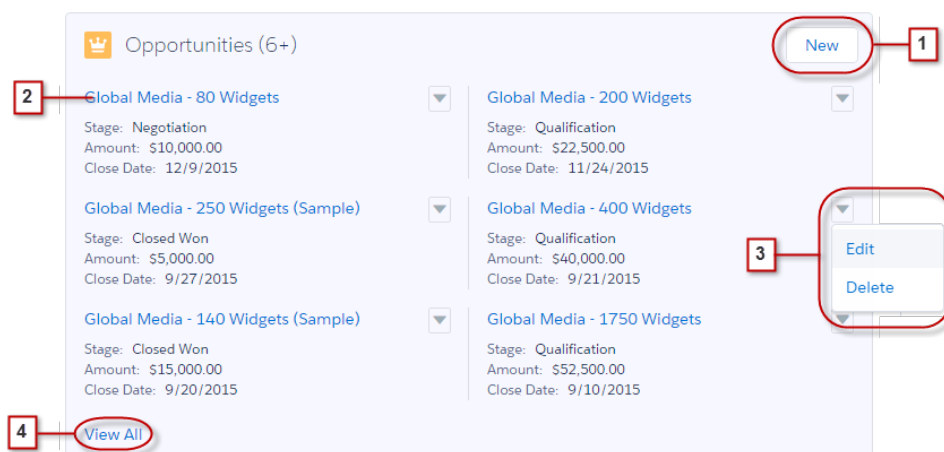 Opportunities (6+)
New
1
2
Global Media - 80 Widgets
Stage: Negotiation
Amount: $10,000.00
Close Date: 12/9/2015
Global Media - 200 Widgets
Stage: Qualification
Amount: $22,500.00
Close Date: 11/24/2015
Global Media - 250 Widgets (Sample)
Stage: Closed Won
Amount: $5,000.00
Close Date: 9/27/2015
Global Media - 400 Widgets
Stage: Qualification
Amount: $40,000.00
Close Date: 9/21/2015
3
Edit
Delete
Global Media - 140 Widgets (Sample)
Stage: Closed Won
Amount: $15,000.00
Close Date: 9/20/2015
Global Media - 1750 Widgets
Stage: Qualification
Amount: $52,500.00
Close Date: 9/10/2015
4
View All